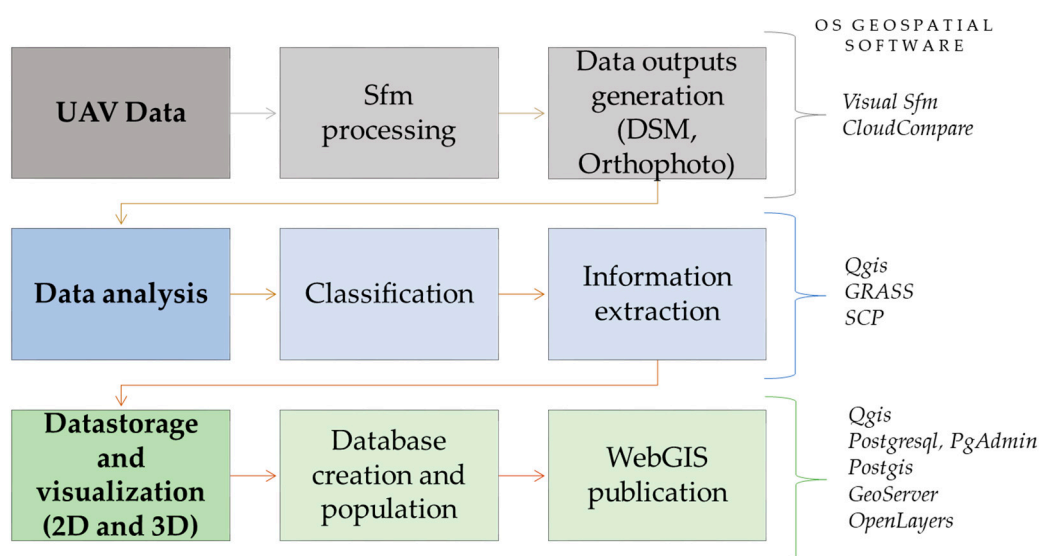 OS GEOSPATIAL
SOFTWARE
UAV Data
Sfm
processing
Data outputs
generation
(DSM,
Orthophoto)
Visual Sfm
CloudCompare
Data analysis
Classification
Information
extraction
Qgis
GRASS
SCP
Datastorage
and
visualization
(2D and 3D)
Database
creation and
population
WebGIS
publication
Qgis
Postgresql, PgAdmin
Postgis
GeoServer
OpenLayers